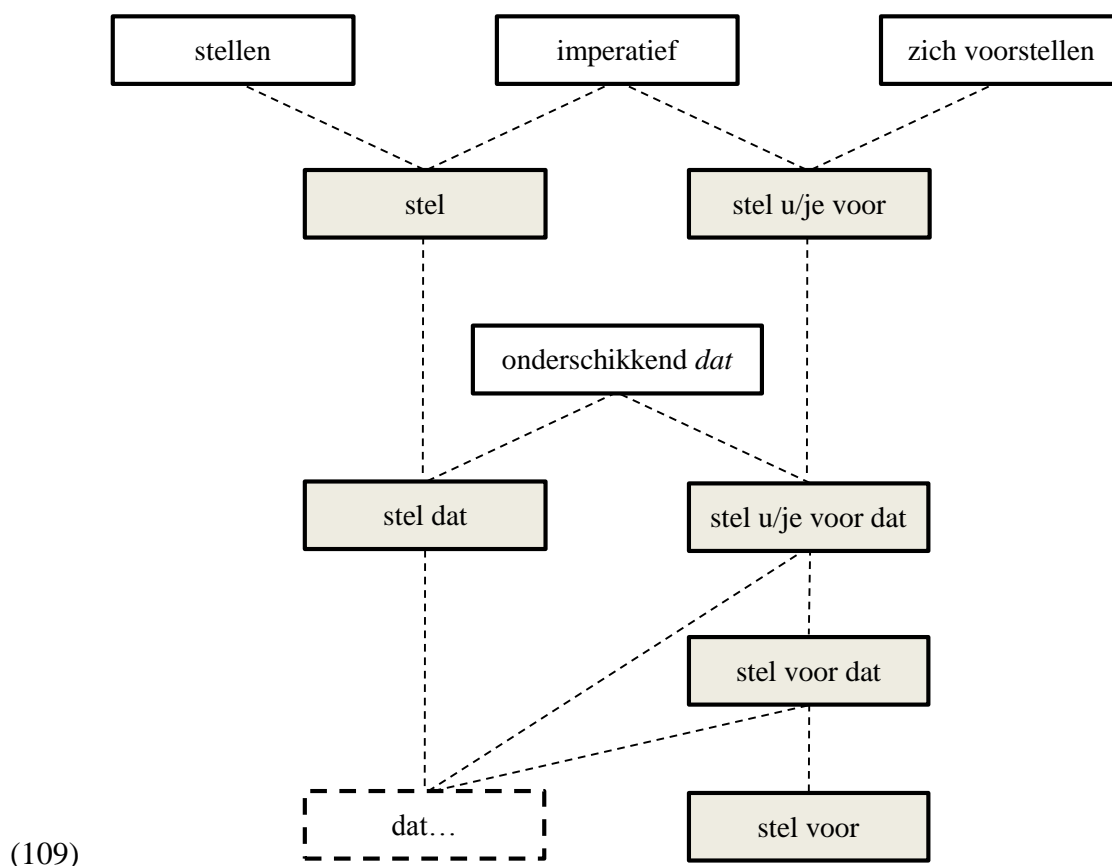 stellen
imperatief
zich voorstellen
stel
stel u/je voor
onderschikkend dat
stel dat
stel u/je voor dat
stel voor dat
dat…
stel voor
(109)